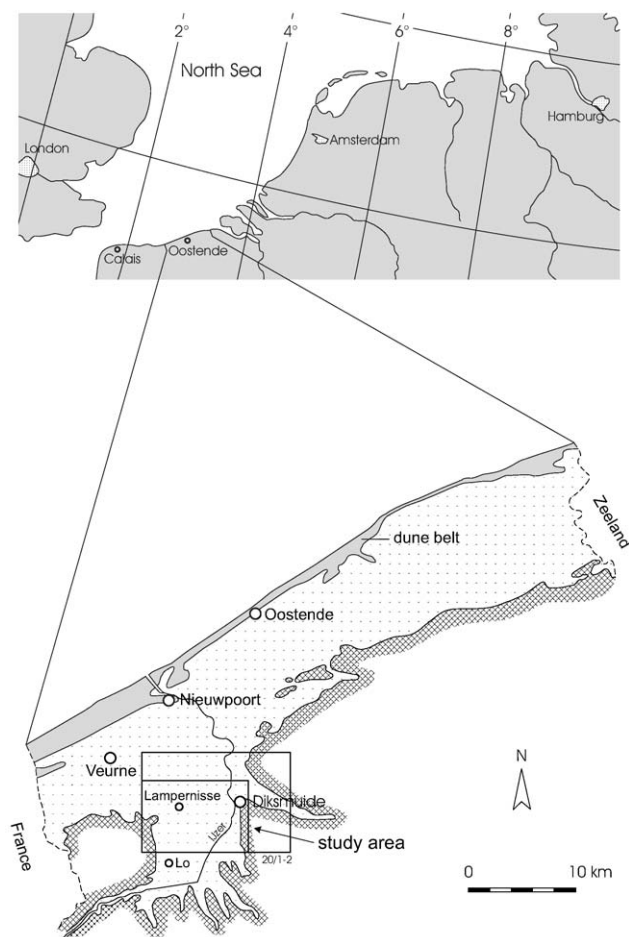 2°
4°
6°
8°
North Sea
Hamburg
Amsterdam
London
Calais
Oostende
Zeeland
dune belt
Oostende
Nieuwpoort
Veurne
N
Lampernisse
Diksmuide
IJzer
study area
France
Lo
20/1-2
0 10 km